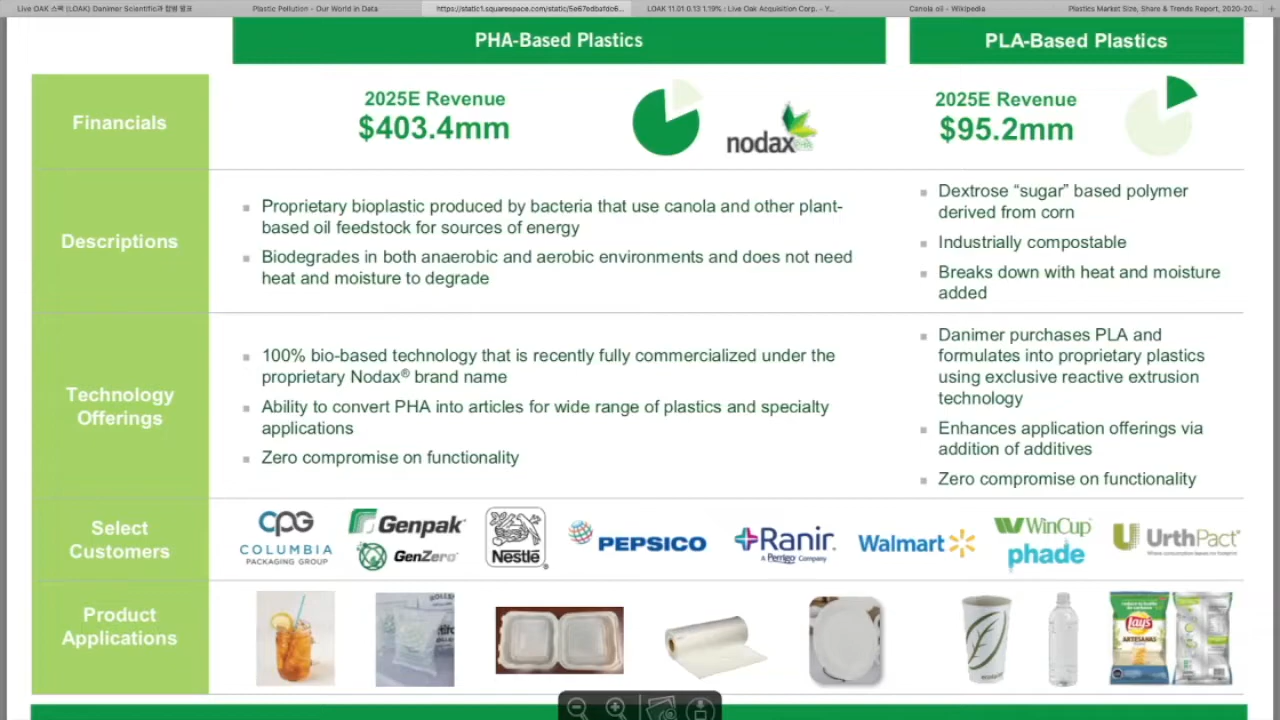 Live OAK 스팩 (LOAK) Danimer Scientific과 합병 발표
Plastic Pollution - Our World in Data
https://static1.squarespace.com/static/5e67edbafdc6...
LOAK 11.01 0.13 1.19% : Live Oak Acquisition Corp. - Y...
Canola oil - Wikipedia
Plastics Market Size, Share & Trends Report, 2020-20...
PHA-Based Plastics
PLA-Based Plastics
Financials
2025E Revenue
$403.4mm
nodax
2025E Revenue
$95.2mm
Descriptions
Proprietary bioplastic produced by bacteria that use canola and other plant-
based oil feedstock for sources of energy
Biodegrades in both anaerobic and aerobic environments and does not need
heat and moisture to degrade
Dextrose “sugar” based polymer
derived from corn
Industrially compostable
Breaks down with heat and moisture
added
Technology
Offerings
100% bio-based technology that is recently fully commercialized under the
proprietary Nodax® brand name
Ability to convert PHA into articles for wide range of plastics and specialty
applications
Zero compromise on functionality
Danimer purchases PLA and
formulates into proprietary plastics
using exclusive reactive extrusion
technology
Enhances application offerings via
addition of additives
Zero compromise on functionality
Select
Customers
CPG
COLUMBIA
PACKAGING GROUP
Genpak®
GenZero
Nestlē®
PEPSICO
Ranir.
A Perrigo Company
Walmart
WinCup
phade
UrthPact
Where consumption leaves no footprint
Product
Applications
Lay's
ARTESANAS